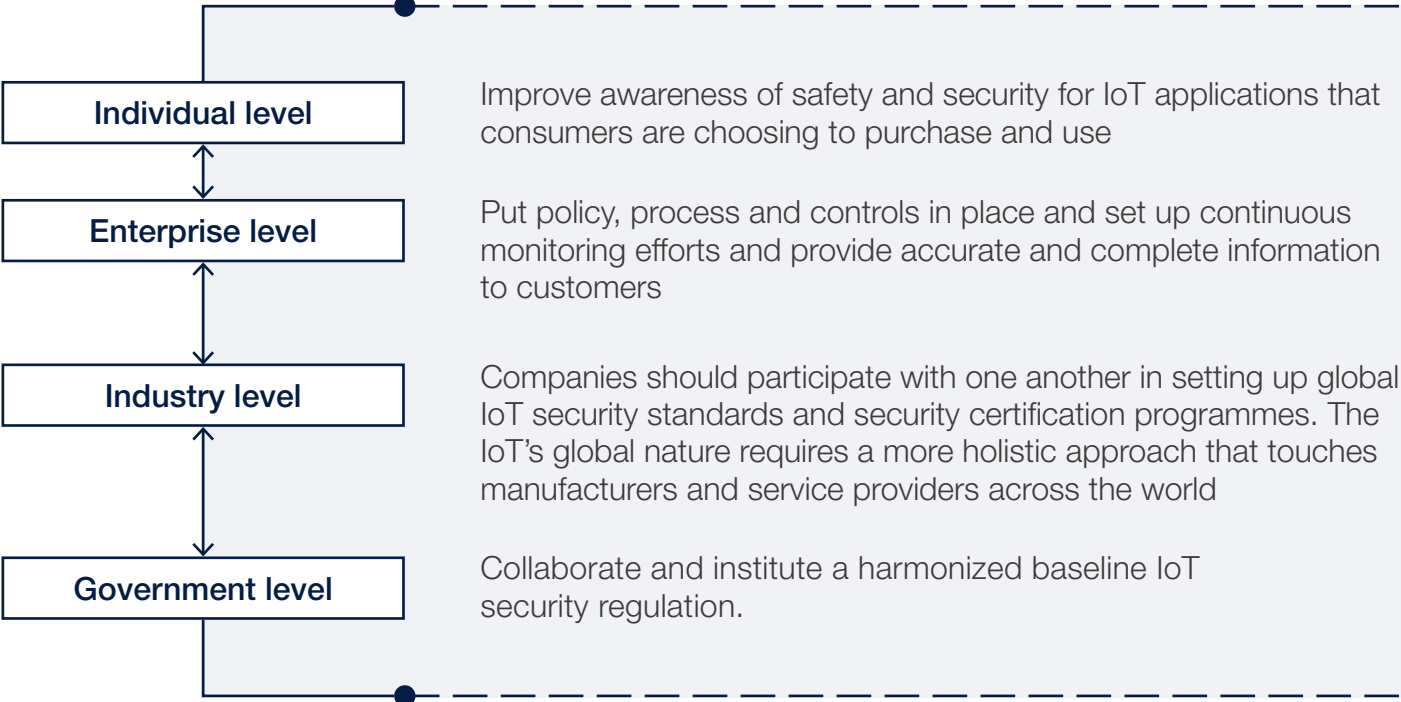 Individual level
Improve awareness of safety and security for IoT applications that
consumers are choosing to purchase and use
Enterprise level
Put policy, process and controls in place and set up continuous
monitoring efforts and provide accurate and complete information
to customers
Industry level
Companies should participate with one another in setting up global
IoT security standards and security certification programmes. The
IoT’s global nature requires a more holistic approach that touches
manufacturers and service providers across the world
Government level
Collaborate and institute a harmonized baseline IoT
security regulation.